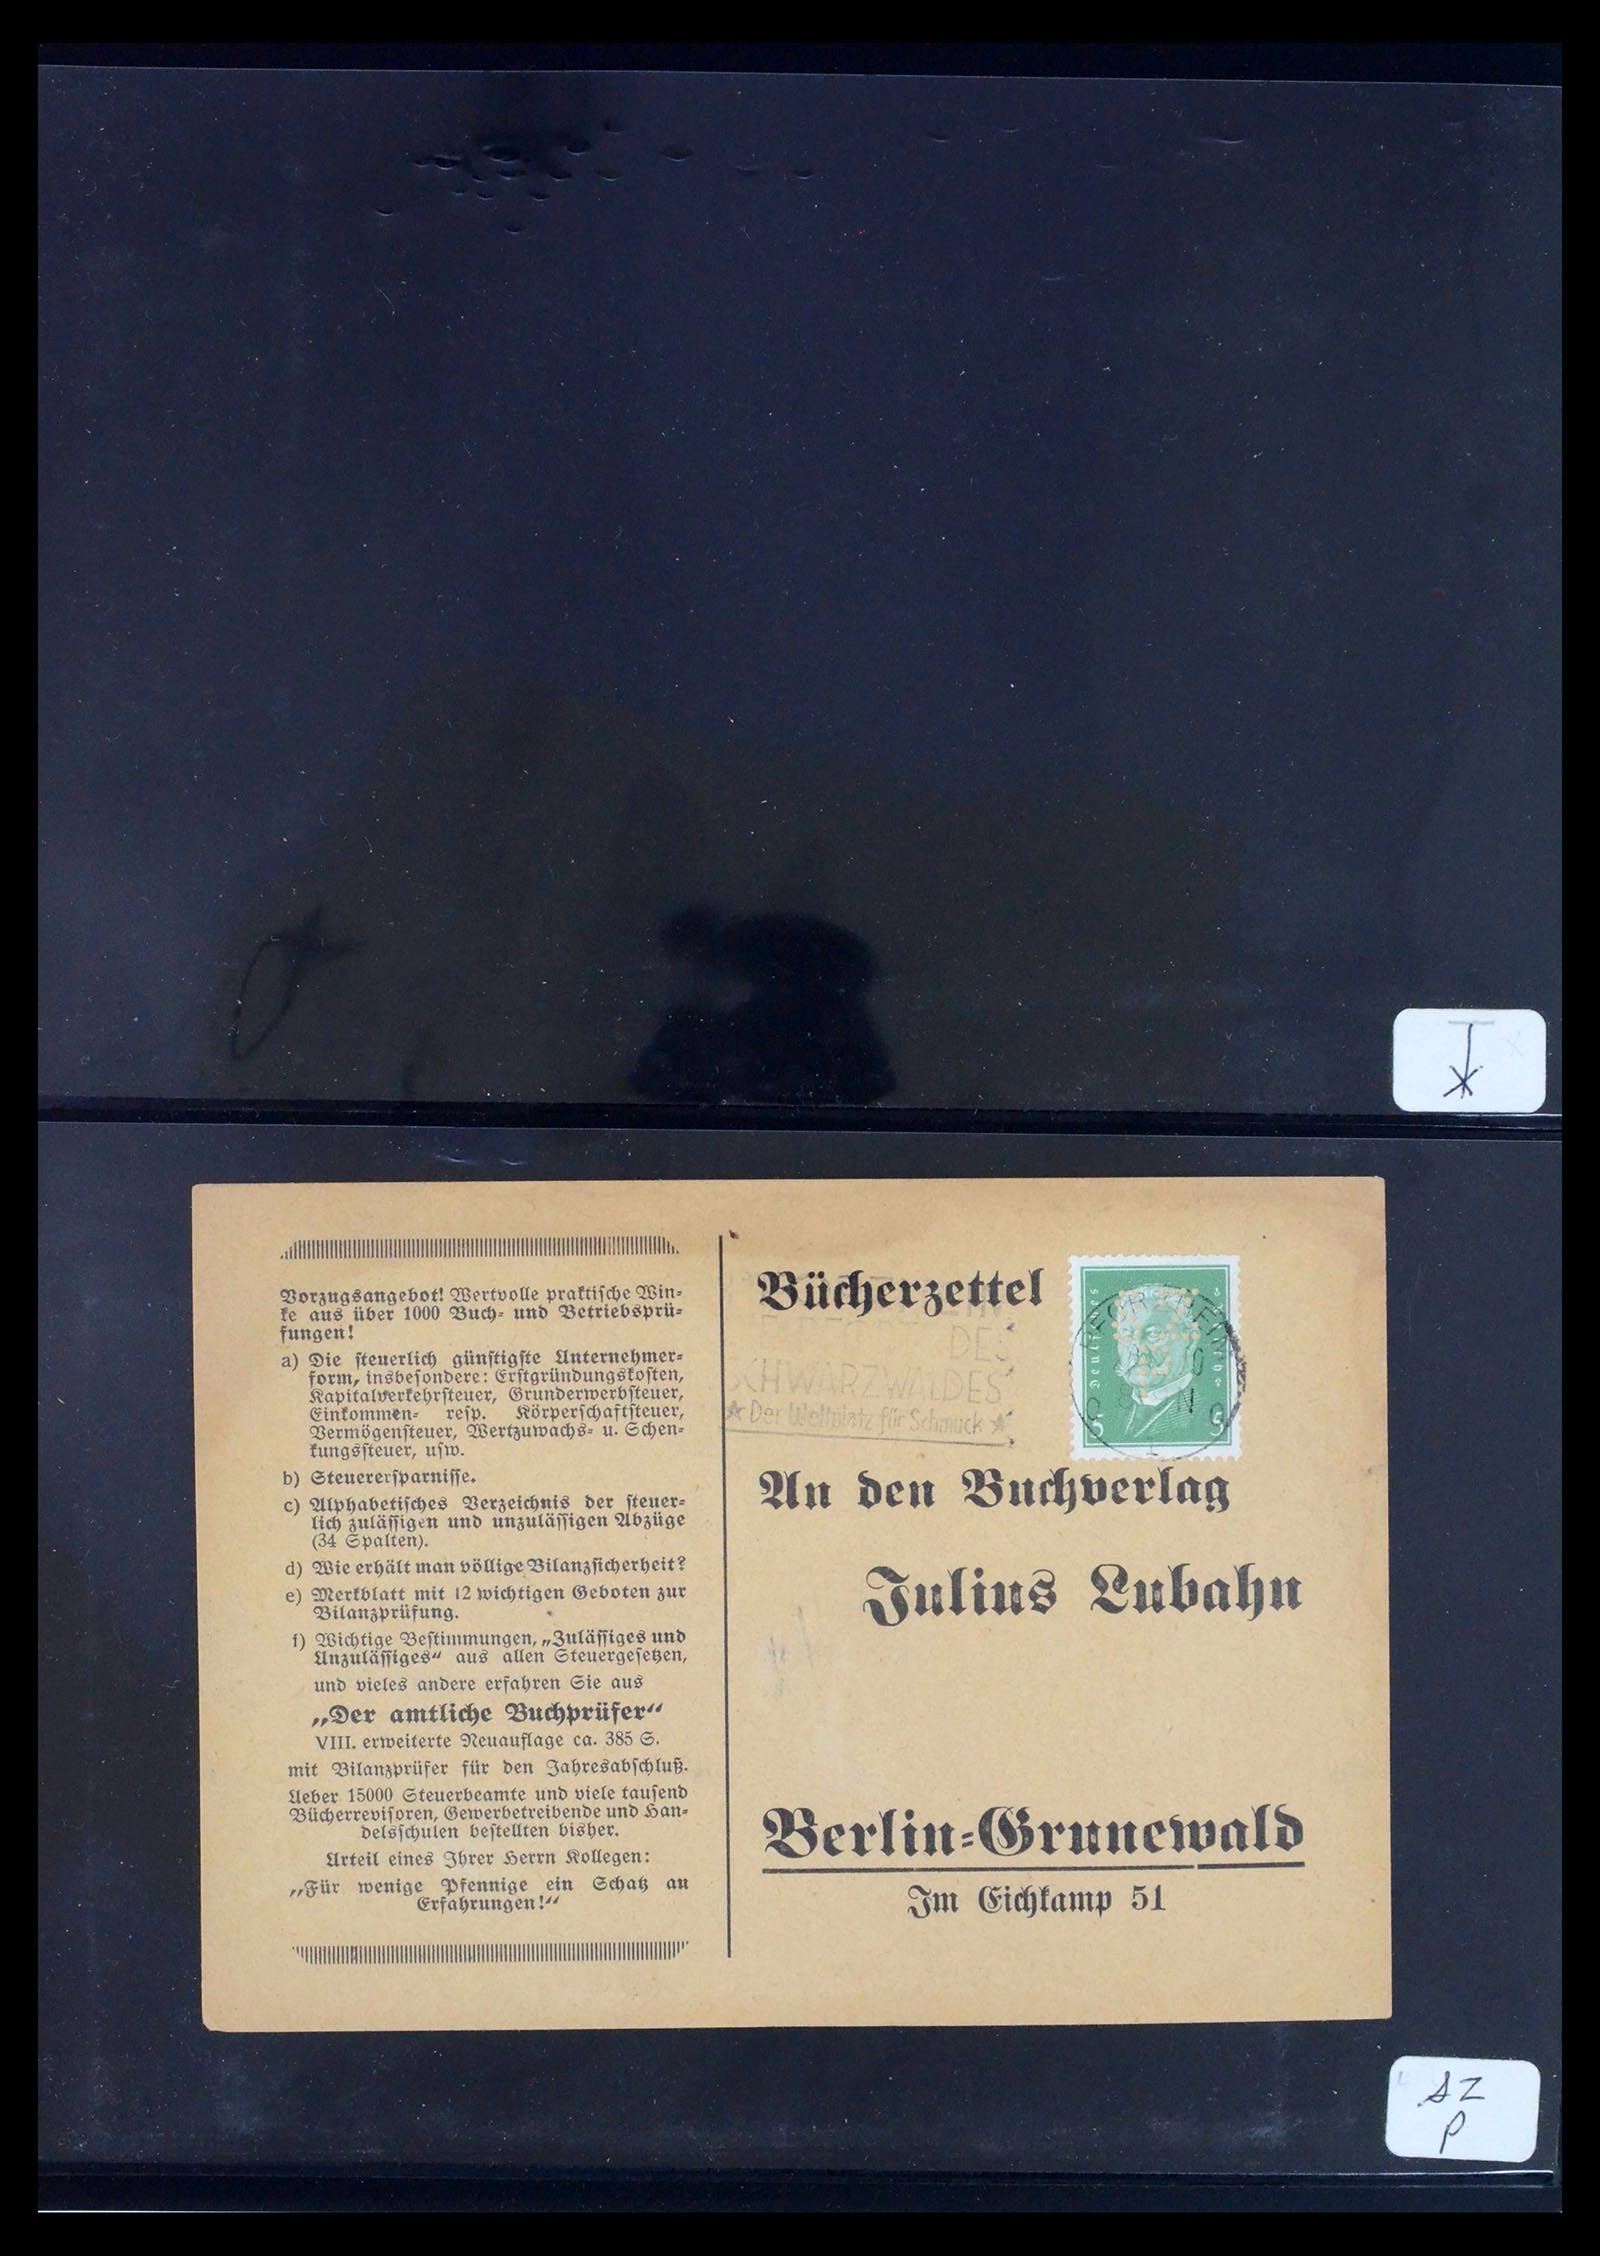 Vorzugsangebot! Wertvolle praktische Win-
ke aus über 1000 Buch- und Betriebsprü-
fungen!
a) Die steuerlich günstigste Unternehmer-
form, insbesondere: Erstgründungskosten,
Kapitalverkehrsteuer, Grunderwerbsteuer,
Einkommen- resp. Körperschaftsteuer,
Vermögensteuer, Wertzuwachs- u. Schen-
kungssteuer, usw.
b) Steuerersparnisse.
c) Alphabetisches Verzeichnis der steuer-
lich zulässigen und unzulässigen Abzüge
(34 Spalten).
d) Wie erhält man völlige Bilanzsicherheit?
e) Merkblatt mit 12 wichtigen Geboten zur
Bilanzprüfung.
f) Wichtige Bestimmungen, „Zulässiges und
Unzulässiges“ aus allen Steuergesetzen,
und vieles andere erfahren Sie aus
„Der amtliche Buchprüfer“
VIII. erweiterte Neuauflage ca. 385 S.
mit Bilanzprüfer für den Jahresabschluß.
Ueber 15000 Steuerbeamte und viele tausend
Bücherrevisoren, Gewerbetreibende und Han-
delsschulen bestellten bisher.
Urteil eines Ihrer Herrn Kollegen:
„Für wenige Pfennige ein Schatz an
Erfahrungen!“
Bücherzettel
DES
SCHWARZWALDES
Der Weltplatz für Schmuck
5 5
An den Buchverlag
Julius Lubahn
Berlin-Grunewald
Im Eichkamp 51
SZ
P